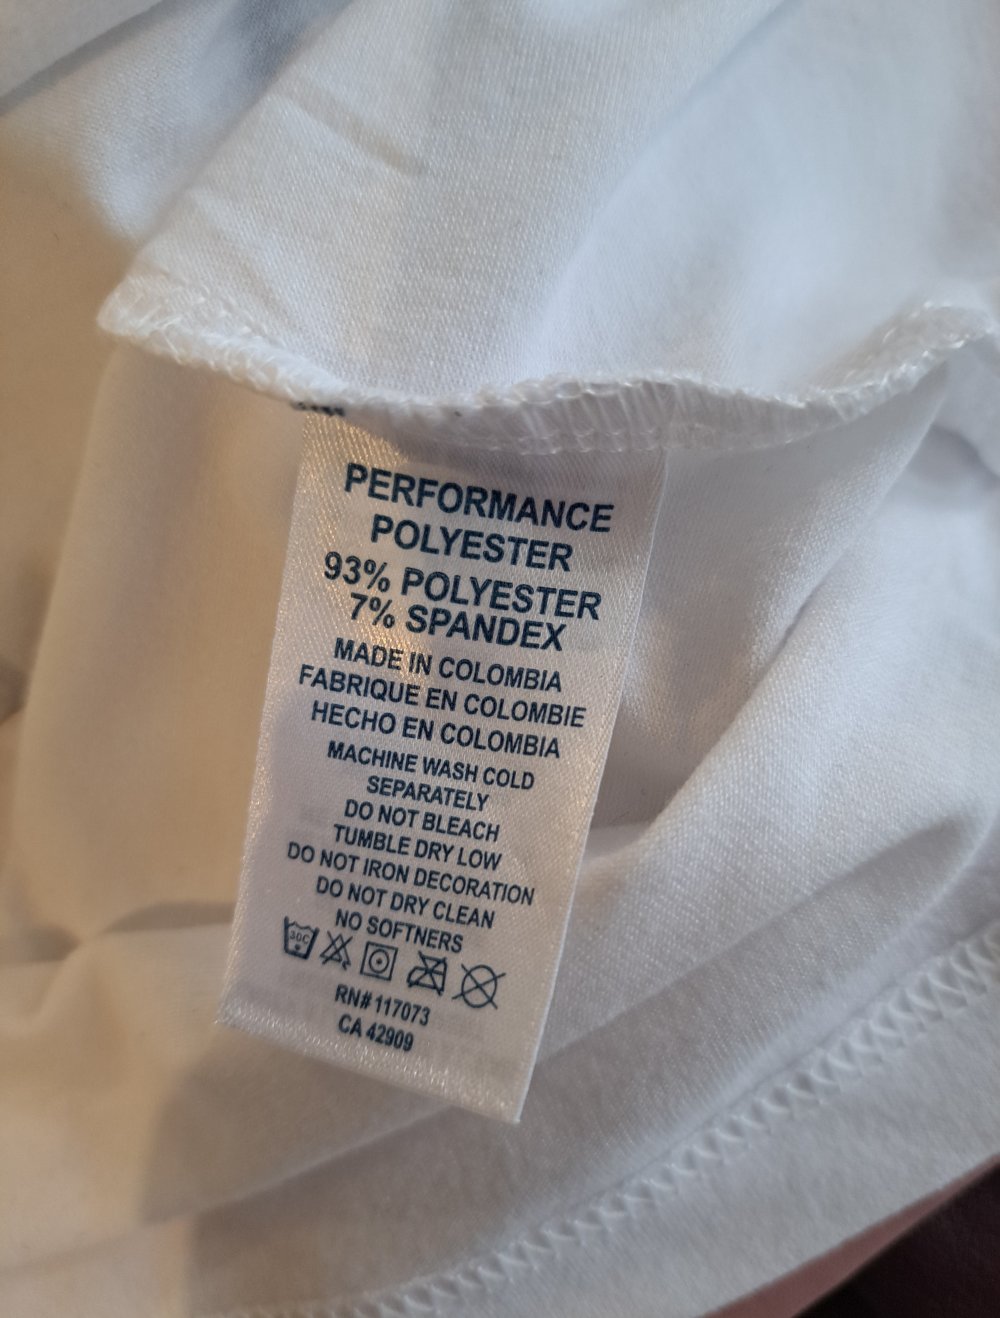 PERFORMANCE
POLYESTER
93% POLYESTER
7% SPANDEX
MADE IN COLOMBIA
FABRIQUE EN COLOMBIE
HECHO EN COLOMBIA
MACHINE WASH COLD
SEPARATELY
DO NOT BLEACH
TUMBLE DRY LOW
DO NOT IRON DECORATION
DO NOT DRY CLEAN
NO SOFTNERS
30C
RN# 117073
CA 42909